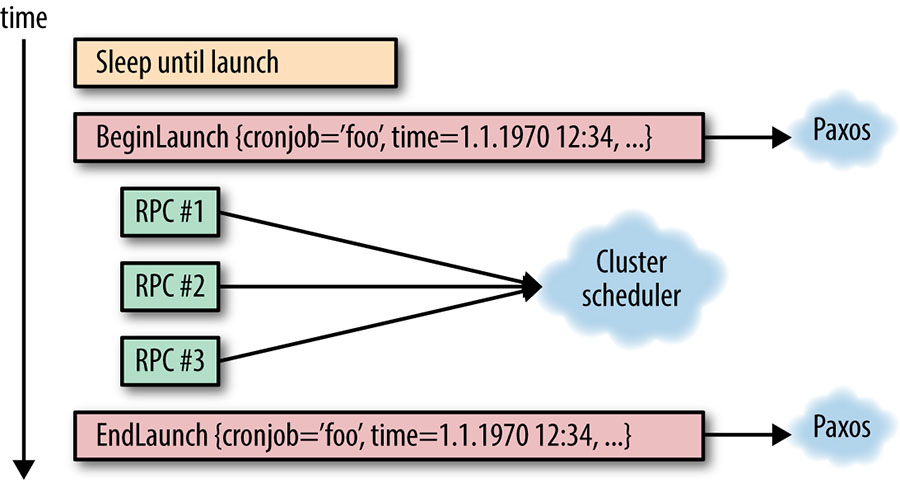 time
Sleep until launch
BeginLaunch {cronjob=’foo’, time=1.1.1970 12:34, ...}
Paxos
RPC #1
RPC #2
RPC #3
Cluster
scheduler
EndLaunch {cronjob=’foo’, time=1.1.1970 12:34, ...}
Paxos